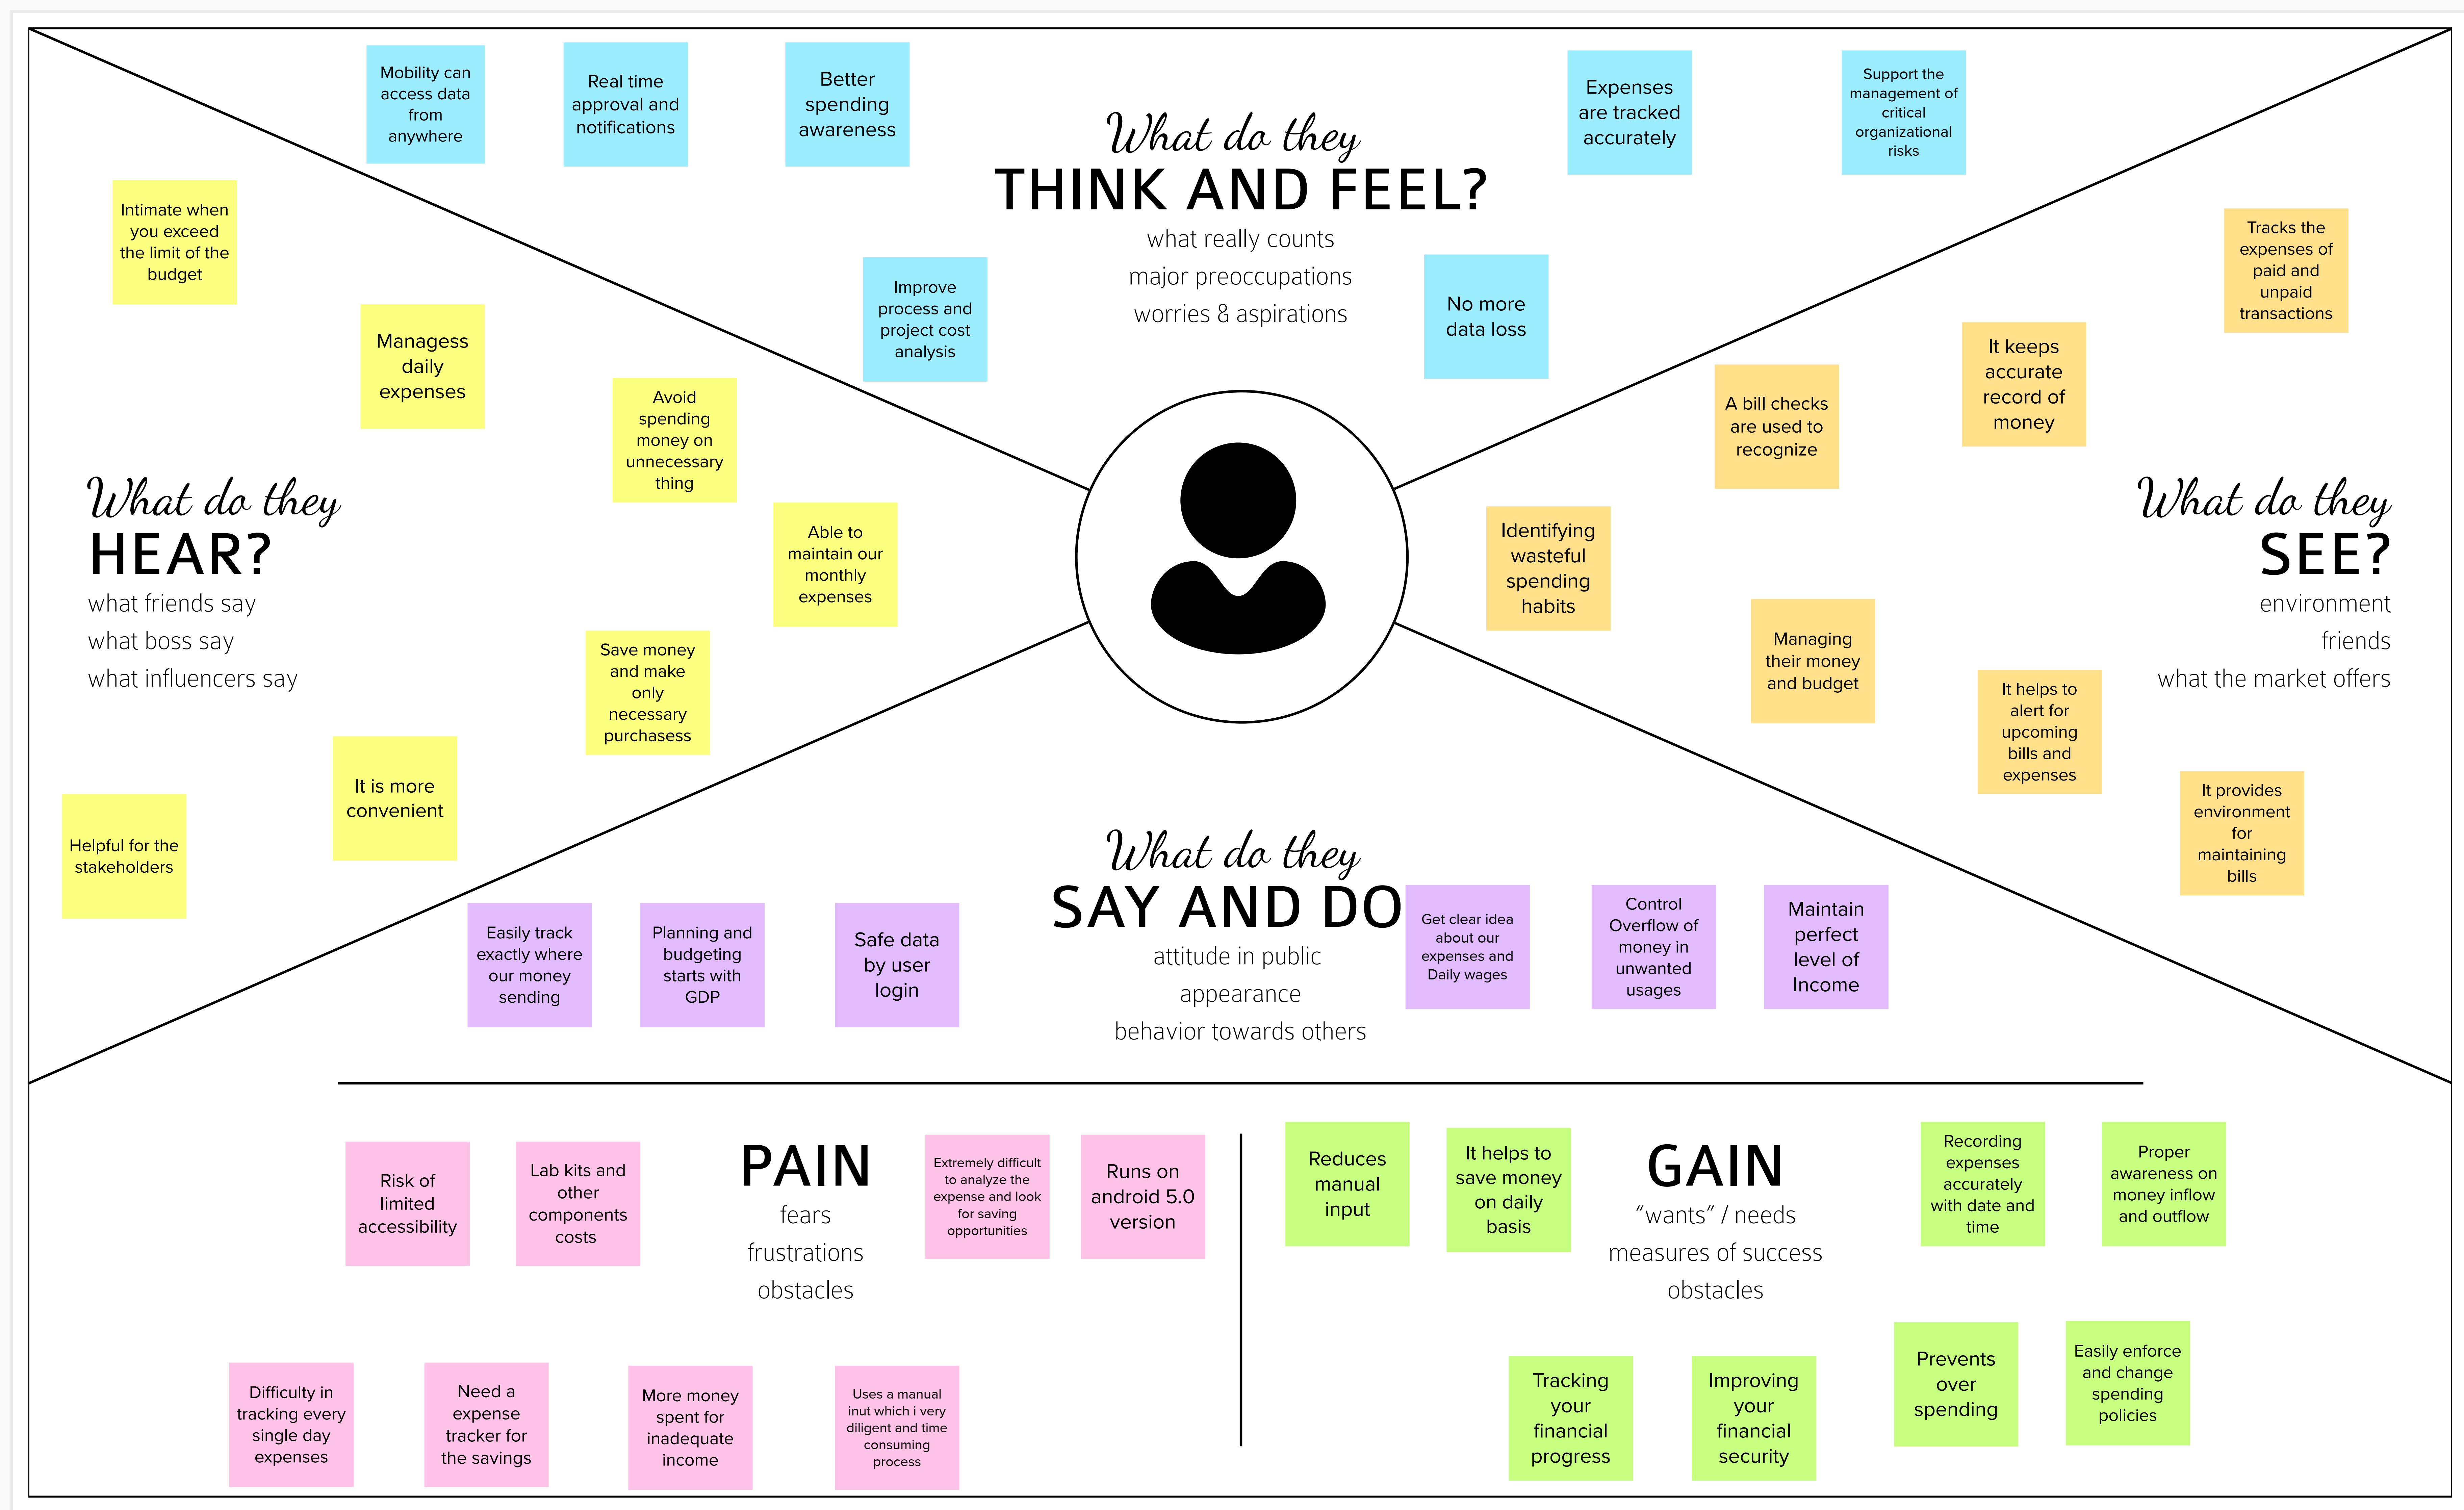 Mobility can
access data
from
anywhere
Real time
approval and
notifications
Better
spending
awareness
What do they
THINK AND FEEL?
what really counts
major preoccupations
worries & aspirations
Expenses
are tracked
accurately
Support the
management of
critical
organizational
risks
Improve
process and
project cost
analysis
No more
data loss
Intimate when
you exceed
the limit of the
budget
Managess
daily
expenses
Avoid
spending
money on
unnecessary
thing
Able to
maintain our
monthly
expenses
What do they
HEAR?
what friends say
what boss say
what influencers say
Save money
and make
only
necessary
purchasess
It is more
convenient
Helpful for the
stakeholders
Tracks the
expenses of
paid and
unpaid
transactions
It keeps
accurate
record of
money
A bill checks
are used to
recognize
Identifying
wasteful
spending
habits
What do they
SEE?
environment
friends
what the market offers
Managing
their money
and budget
It helps to
alert for
upcoming
bills and
expenses
It provides
environment
for
maintaining
bills
What do they
SAY AND DO
attitude in public
appearance
behavior towards others
Easily track
exactly where
our money
sending
Planning and
budgeting
starts with
GDP
Safe data
by user
login
Get clear idea
about our
expenses and
Daily wages
Control
Overflow of
money in
unwanted
usages
Maintain
perfect
level of
Income
Risk of
limited
accessibility
Lab kits and
other
components
costs
PAIN
fears
frustrations
obstacles
Extremely difficult
to analyze the
expense and look
for saving
opportunities
Runs on
android 5.0
version
Difficulty in
tracking every
single day
expenses
Need a
expense
tracker for
the savings
More money
spent for
inadequate
income
Uses a manual
inut which i very
diligent and time
consuming
process
Reduces
manual
input
It helps to
save money
on daily
basis
GAIN
“wants” / needs
measures of success
obstacles
Recording
expenses
accurately
with date and
time
Proper
awareness on
money inflow
and outflow
Tracking
your
financial
progress
Improving
your
financial
security
Prevents
over
spending
Easily enforce
and change
spending
policies